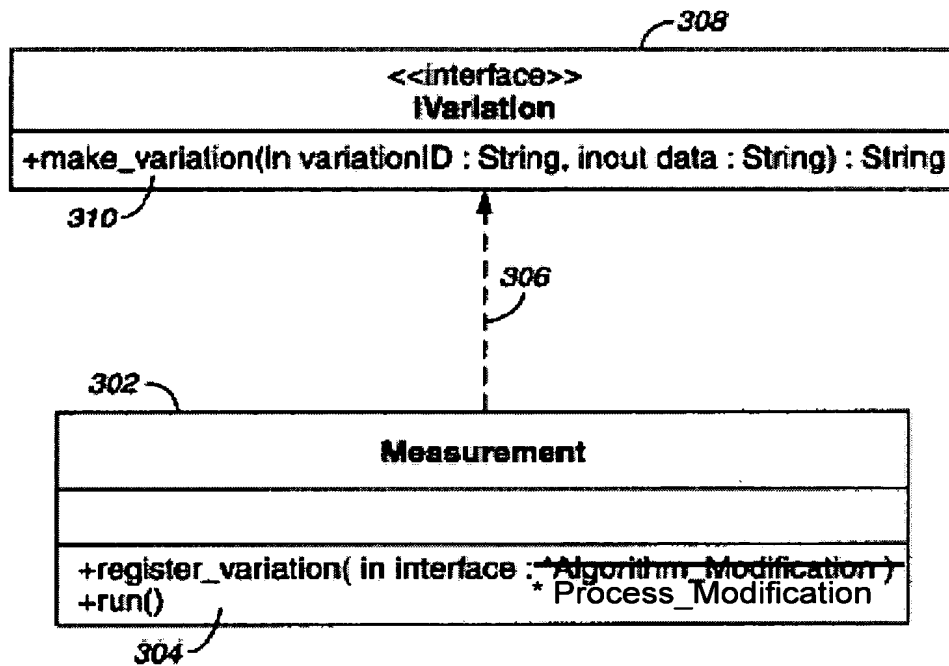 308
<<interface>>
IVariation
+make_variation(in variationID : String, inout data : String) : String
310
306
302
Measurement
+register_variation( in interface : *Algorithm_Modification )
* Process_Modification
+run()
304